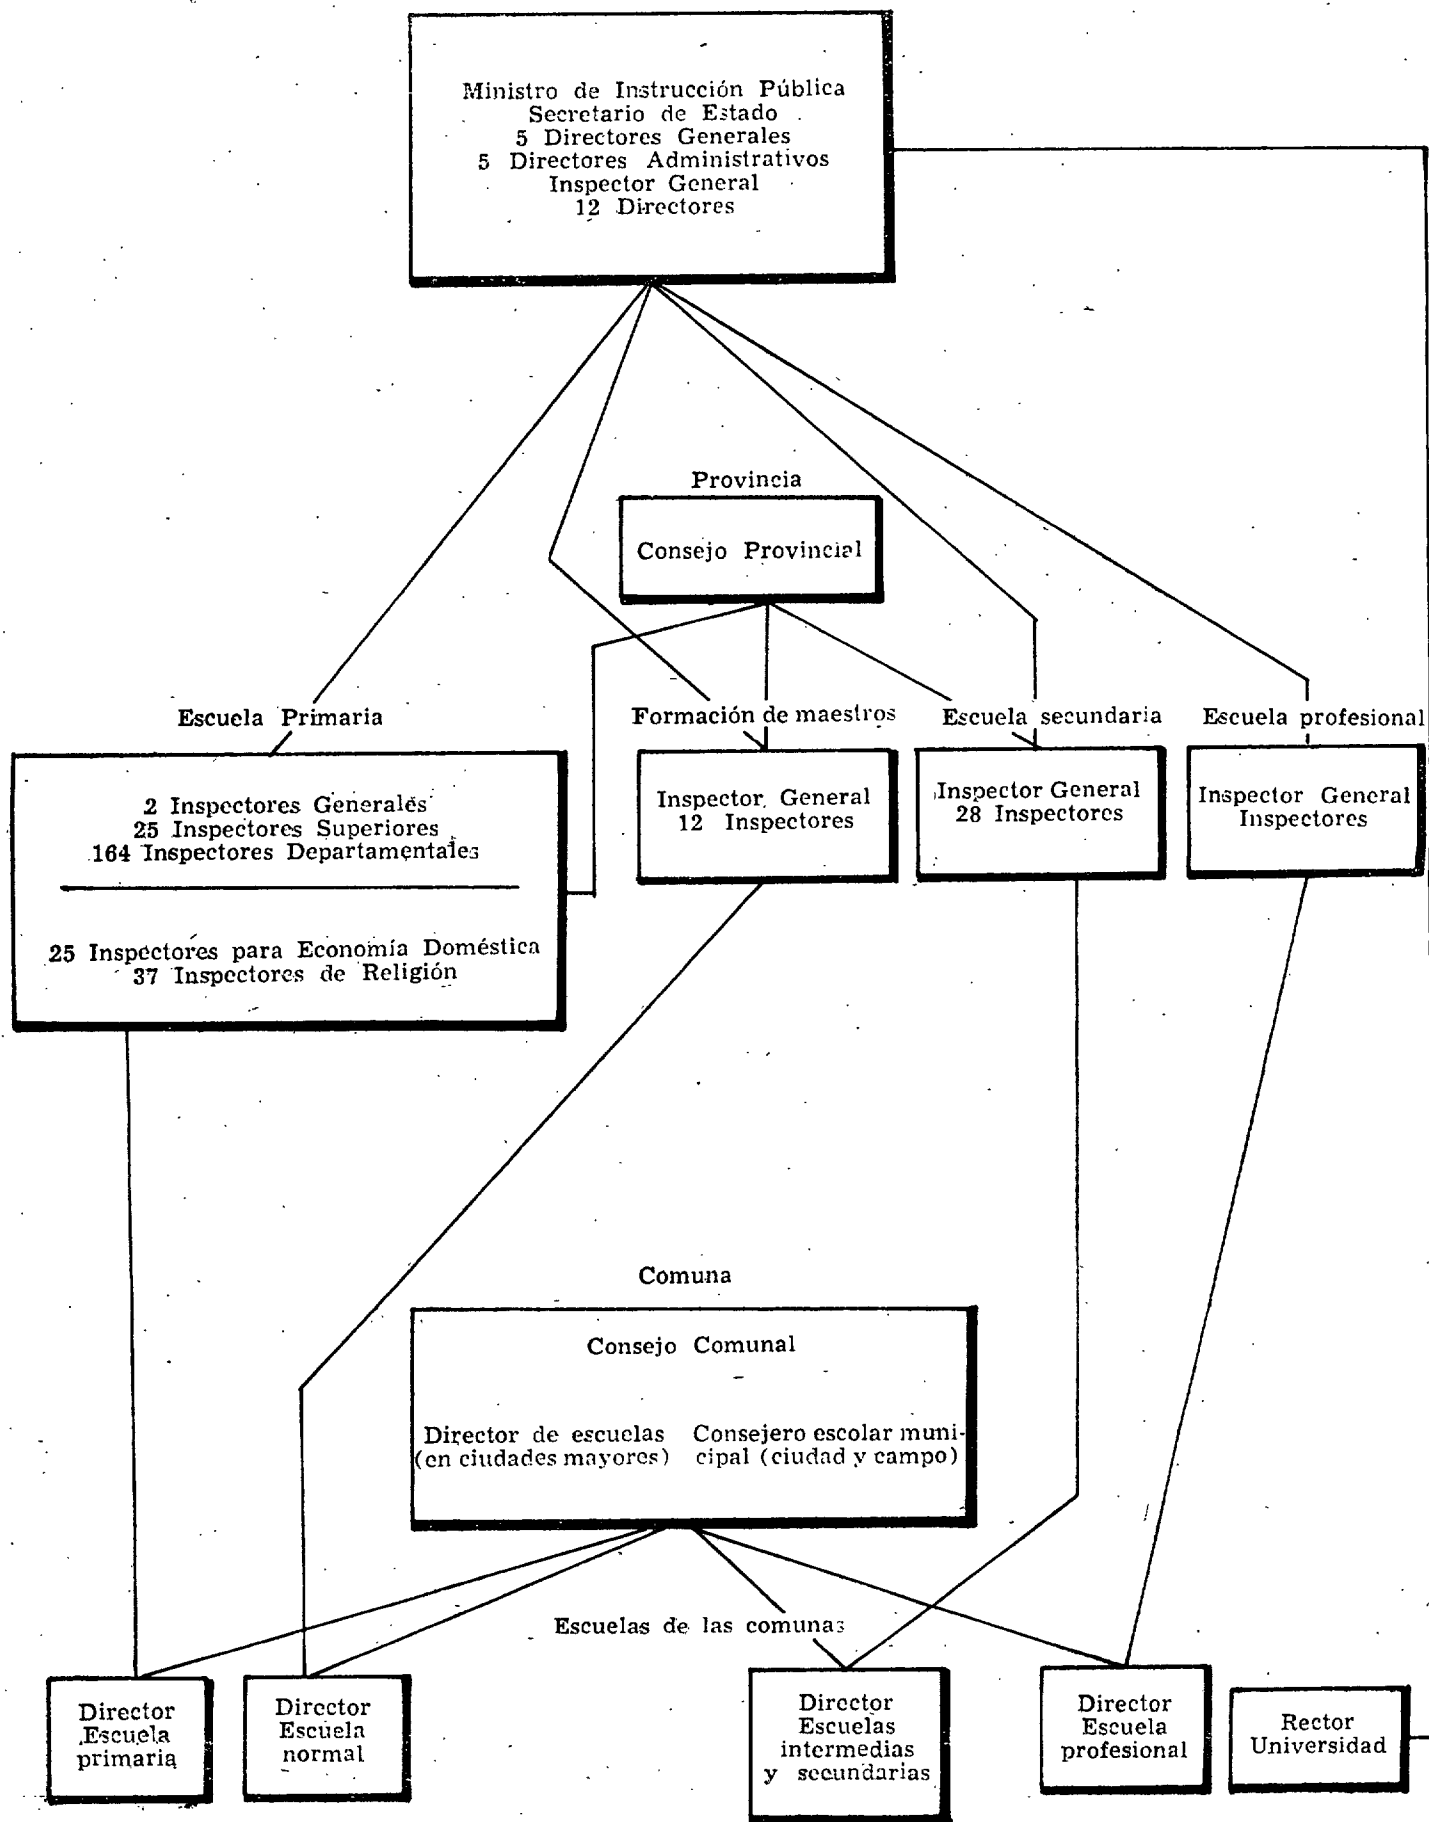 Ministro de Instrucción Pública
Secretario de Estado
5 Directores Generales
5 Directores Administrativos
Inspector General
12 Directores
Provincia
Consejo Provincial
Escuela Primaria
2 Inspectores Generales
25 Inspectores Superiores
164 Inspectores Departamentales
25 Inspectores para Economía Doméstica
37 Inspectores de Religión
Formación de maestros
Inspector General
12 Inspectores
Escuela secundaria
Inspector General
28 Inspectores
Escuela profesional
Inspector General
Inspectores
Comuna
Consejo Comunal
Director de escuelas
(en ciudades mayores)
Consejero escolar muni-
cipal (ciudad y campo)
Escuelas de las comunas
Director
Escuela
primaria
Director
Escuela
normal
Director
Escuelas
intermedias
y secundarias
Director
Escuela
profesional
Rector
Universidad